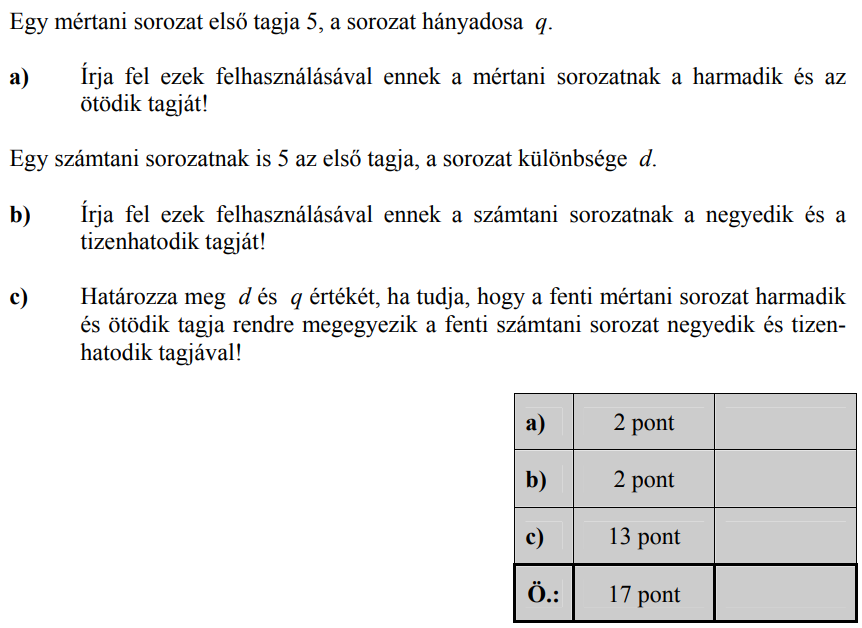 Egy mértani sorozat első tagja 5, a sorozat hányadosa q.
a) Írja fel ezek felhasználásával ennek a mértani sorozatnak a harmadik és az
ötödik tagját!
Egy számtani sorozatnak is 5 az első tagja, a sorozat különbsége d.
b) Írja fel ezek felhasználásával ennek a számtani sorozatnak a negyedik és a
tizenhatodik tagját!
c) Határozza meg d és q értékét, ha tudja, hogy a fenti mértani sorozat harmadik
és ötödik tagja rendre megegyezik a fenti számtani sorozat negyedik és tizen-
hatodik tagjával!
a) 2 pont
b) 2 pont
c) 13 pont
Ö.: 17 pont